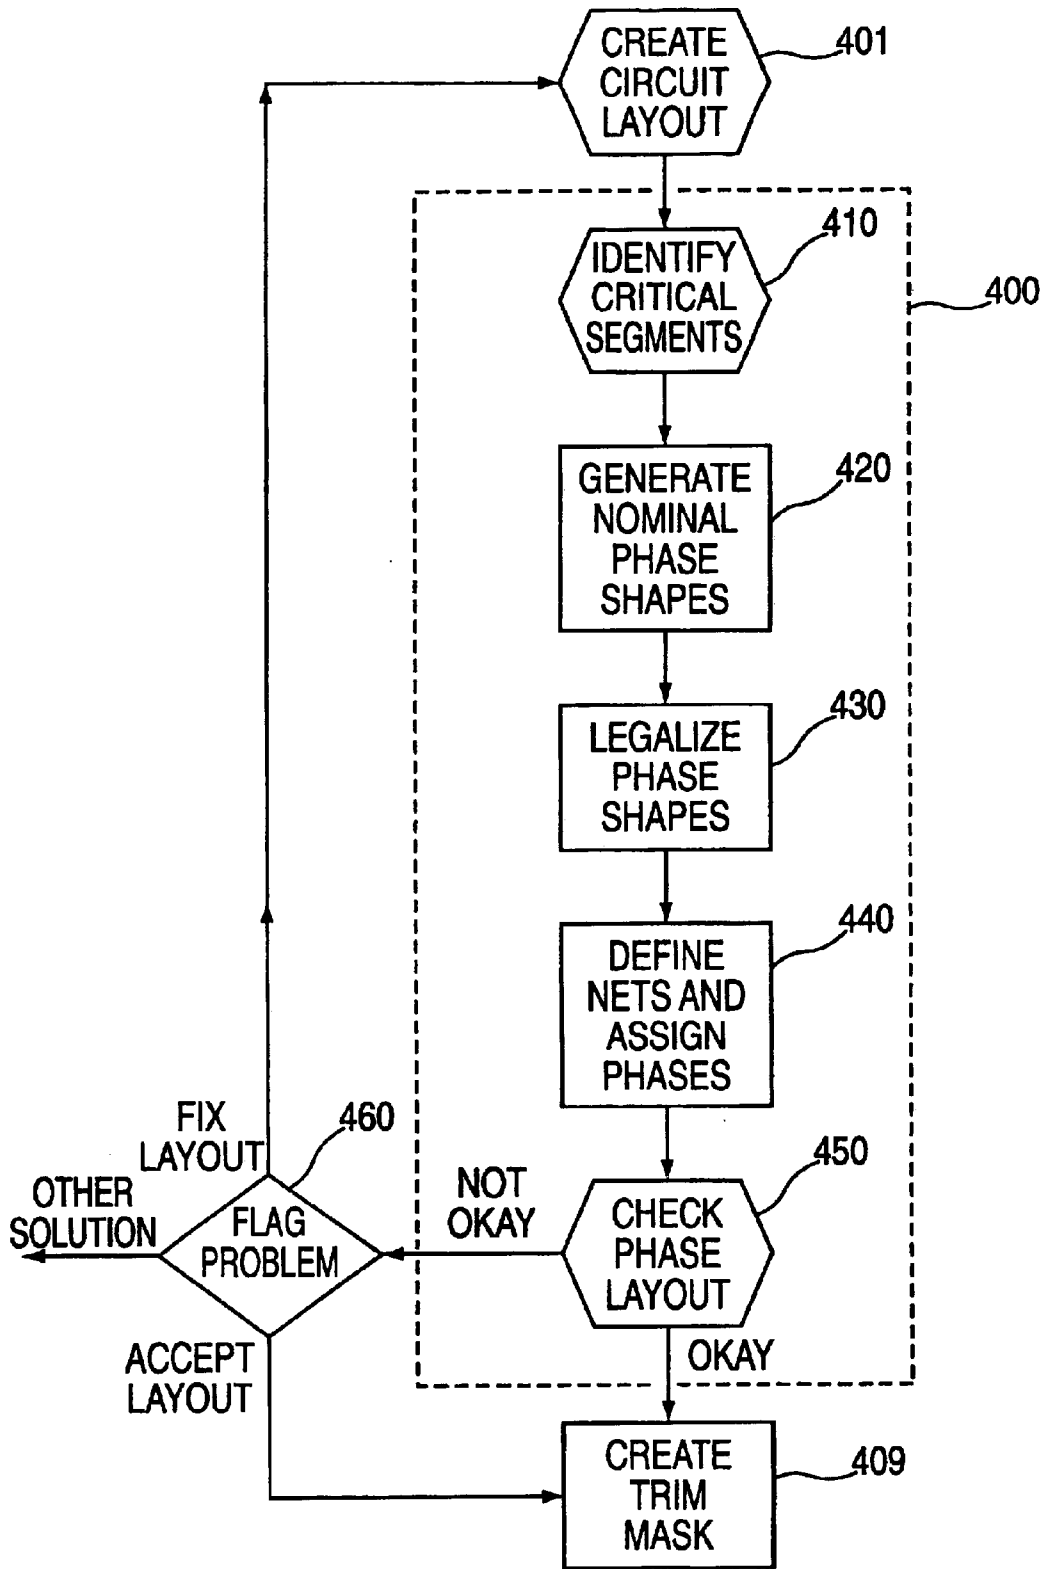 CREATE
CIRCUIT
LAYOUT
401
IDENTIFY
CRITICAL
SEGMENTS
410
400
GENERATE
NOMINAL
PHASE
SHAPES
420
LEGALIZE
PHASE
SHAPES
430
DEFINE
NETS AND
ASSIGN
PHASES
440
CHECK
PHASE
LAYOUT
450
NOT
OKAY
OKAY
FLAG
PROBLEM
460
FIX
LAYOUT
OTHER
SOLUTION
ACCEPT
LAYOUT
CREATE
TRIM
MASK
409